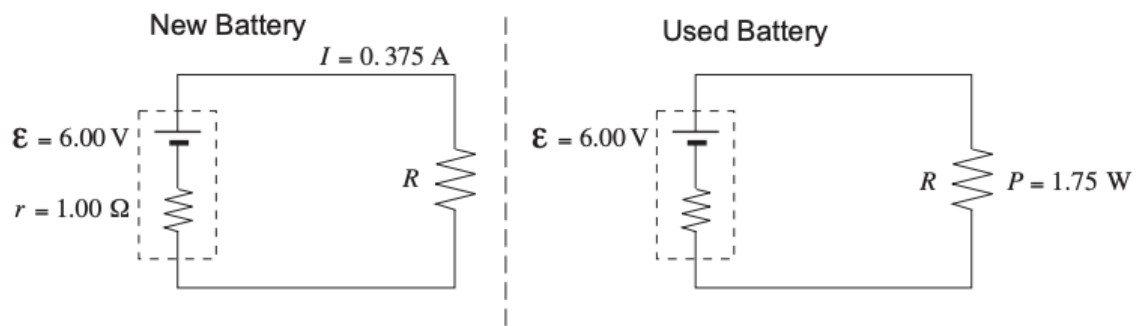 New Battery
I = 0.375 A
ℰ = 6.00 V
R
r = 1.00 Ω
Used Battery
ℰ = 6.00 V
R
P = 1.75 W